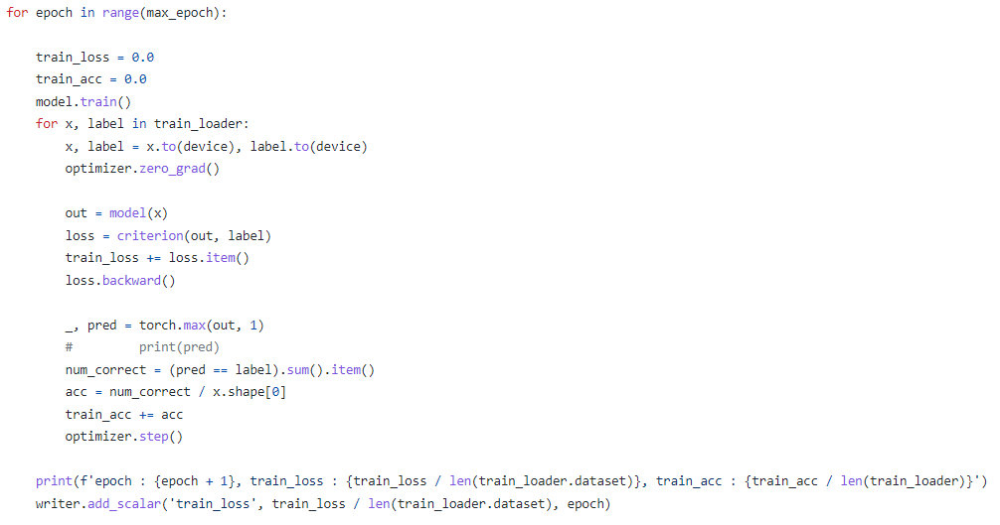 for epoch in range(max_epoch):
    train_loss = 0.0
    train_acc = 0.0
    model.train()
    for x, label in train_loader:
        x, label = x.to(device), label.to(device)
        optimizer.zero_grad()
        out = model(x)
        loss = criterion(out, label)
        train_loss += loss.item()
        loss.backward()
        _, pred = torch.max(out, 1)
        #         print(pred)
        num_correct = (pred == label).sum().item()
        acc = num_correct / x.shape[0]
        train_acc += acc
        optimizer.step()
    print(f'epoch : {epoch + 1}, train_loss : {train_loss / len(train_loader.dataset)}, train_acc : {train_acc / len(train_loader)}')
    writer.add_scalar('train_loss', train_loss / len(train_loader.dataset), epoch)